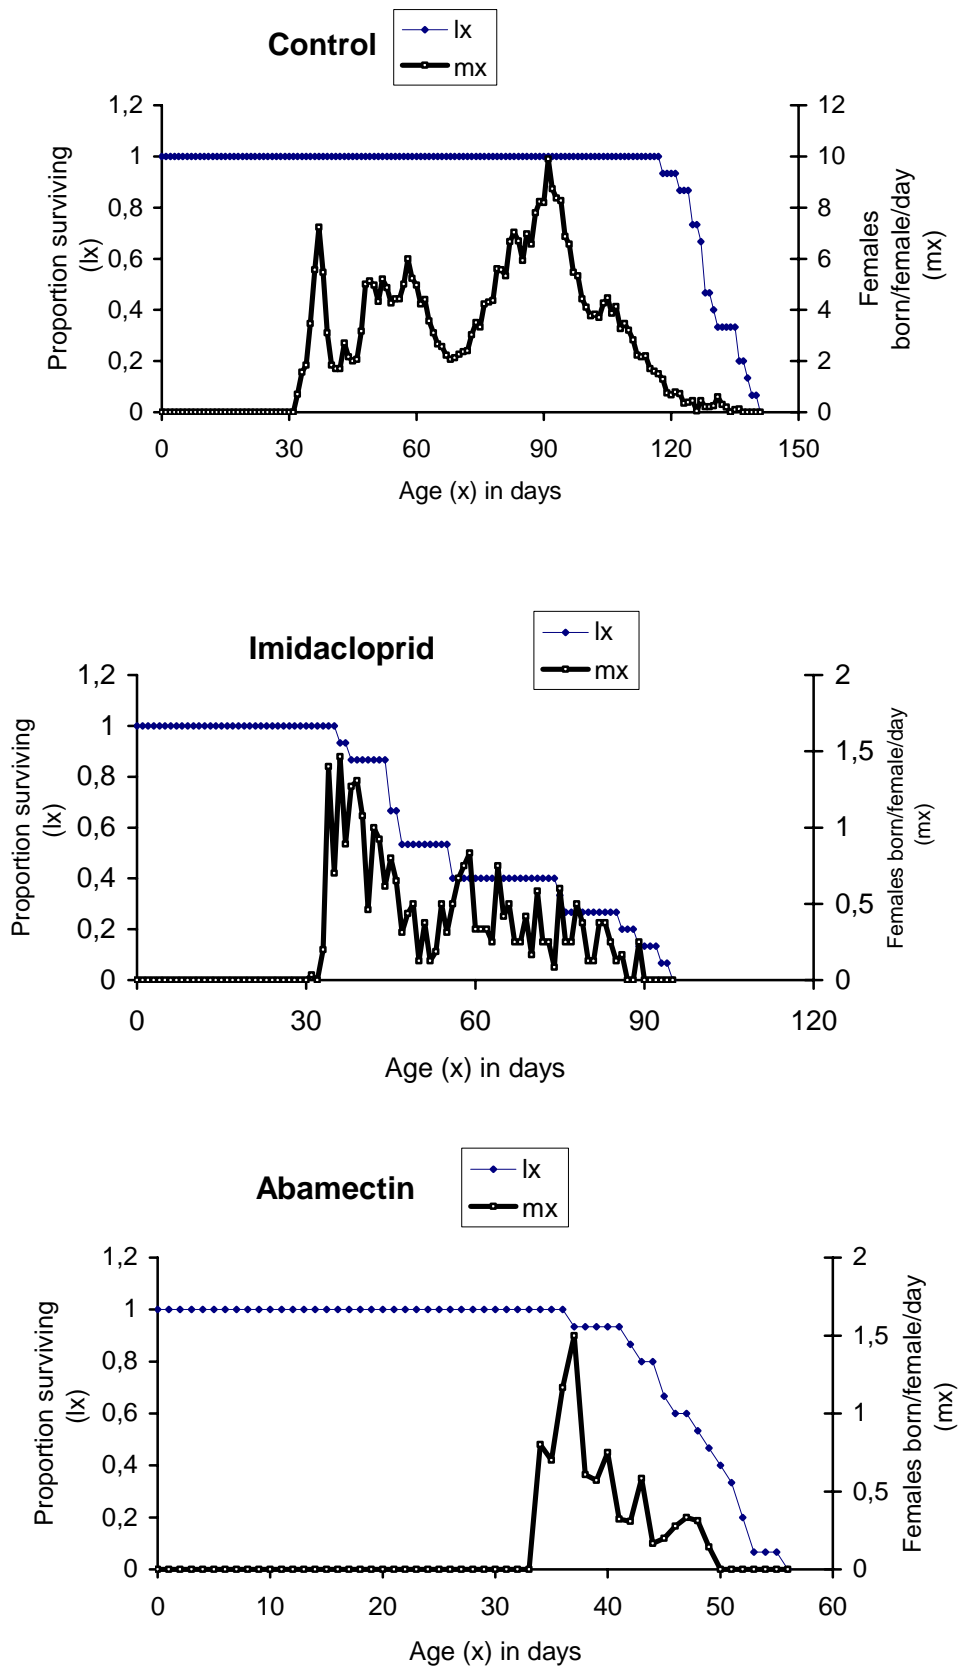 Control
lx
mx
1,2
1
0,8
0,6
0,4
0,2
0
12
10
8
6
4
2
0
0 30 60 90 120 150
Proportion surviving
(lx)
Females
born/female/day
(mx)
Age (x) in days
Imidacloprid
lx
mx
1,2
1
0,8
0,6
0,4
0,2
0
2
1,5
1
0,5
0
0 30 60 90 120
Proportion surviving
(lx)
Females born/female/day
(mx)
Age (x) in days
Abamectin
lx
mx
1,2
1
0,8
0,6
0,4
0,2
0
2
1,5
1
0,5
0
0 10 20 30 40 50 60
Proportion surviving
(lx)
Females born/female/day
(mx)
Age (x) in days